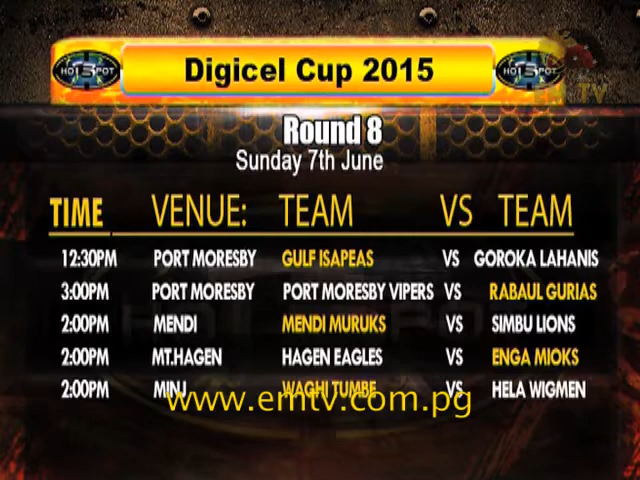 Digicel Cup 2015
HOT SPOT
HOT SPOT
TV
Round 8
Sunday 7th June
TIME VENUE: TEAM VS TEAM
12:30PM PORT MORESBY GULF ISAPEAS VS GOROKA LAHANIS
3:00PM PORT MORESBY PORT MORESBY VIPERS VS RABAUL GURIAS
2:00PM MENDI MENDI MURUKS VS SIMBU LIONS
2:00PM MT.HAGEN HAGEN EAGLES VS ENGA MIOKS
2:00PM MINJ WAGHI TUMBE VS HELA WIGMEN
www.emtv.com.pg